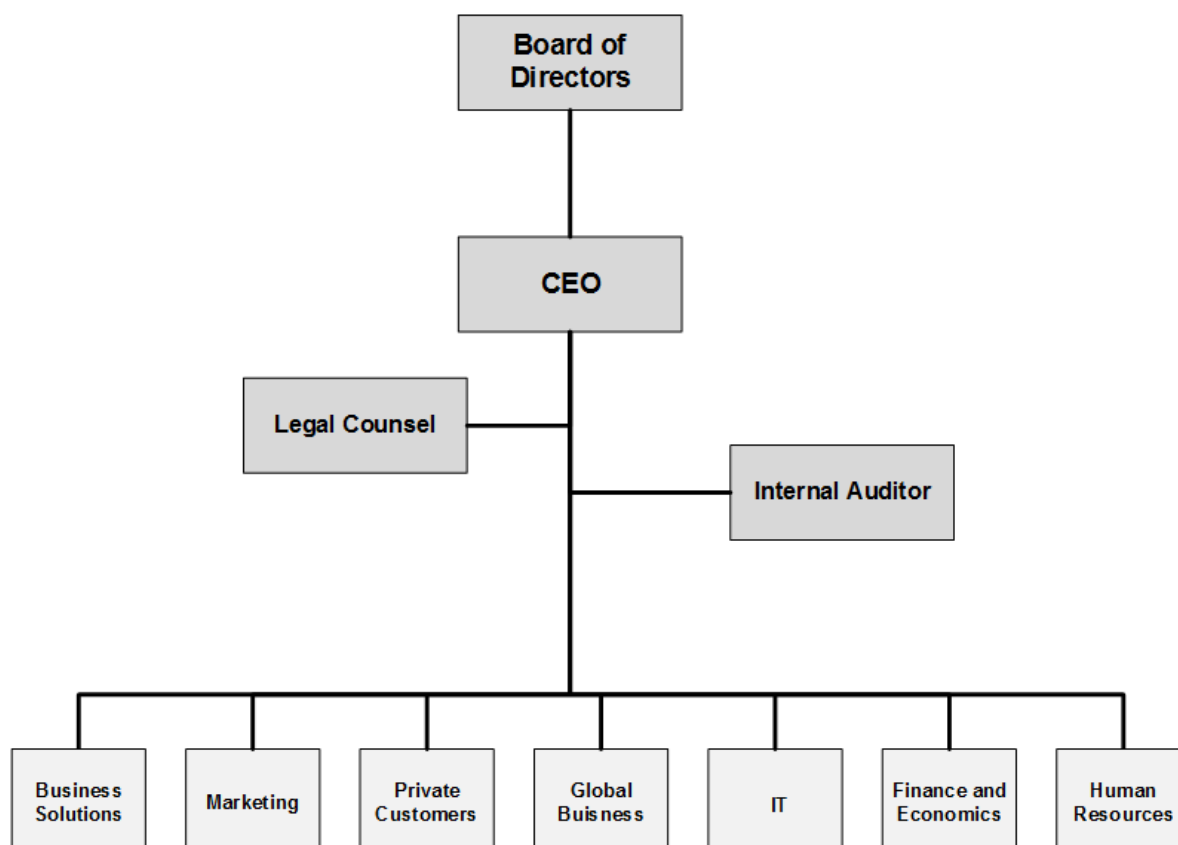 Board of
Directors
CEO
Legal Counsel
Internal Auditor
Business
Solutions
Marketing
Private
Customers
Global
Buisness
IT
Finance and
Economics
Human
Resources